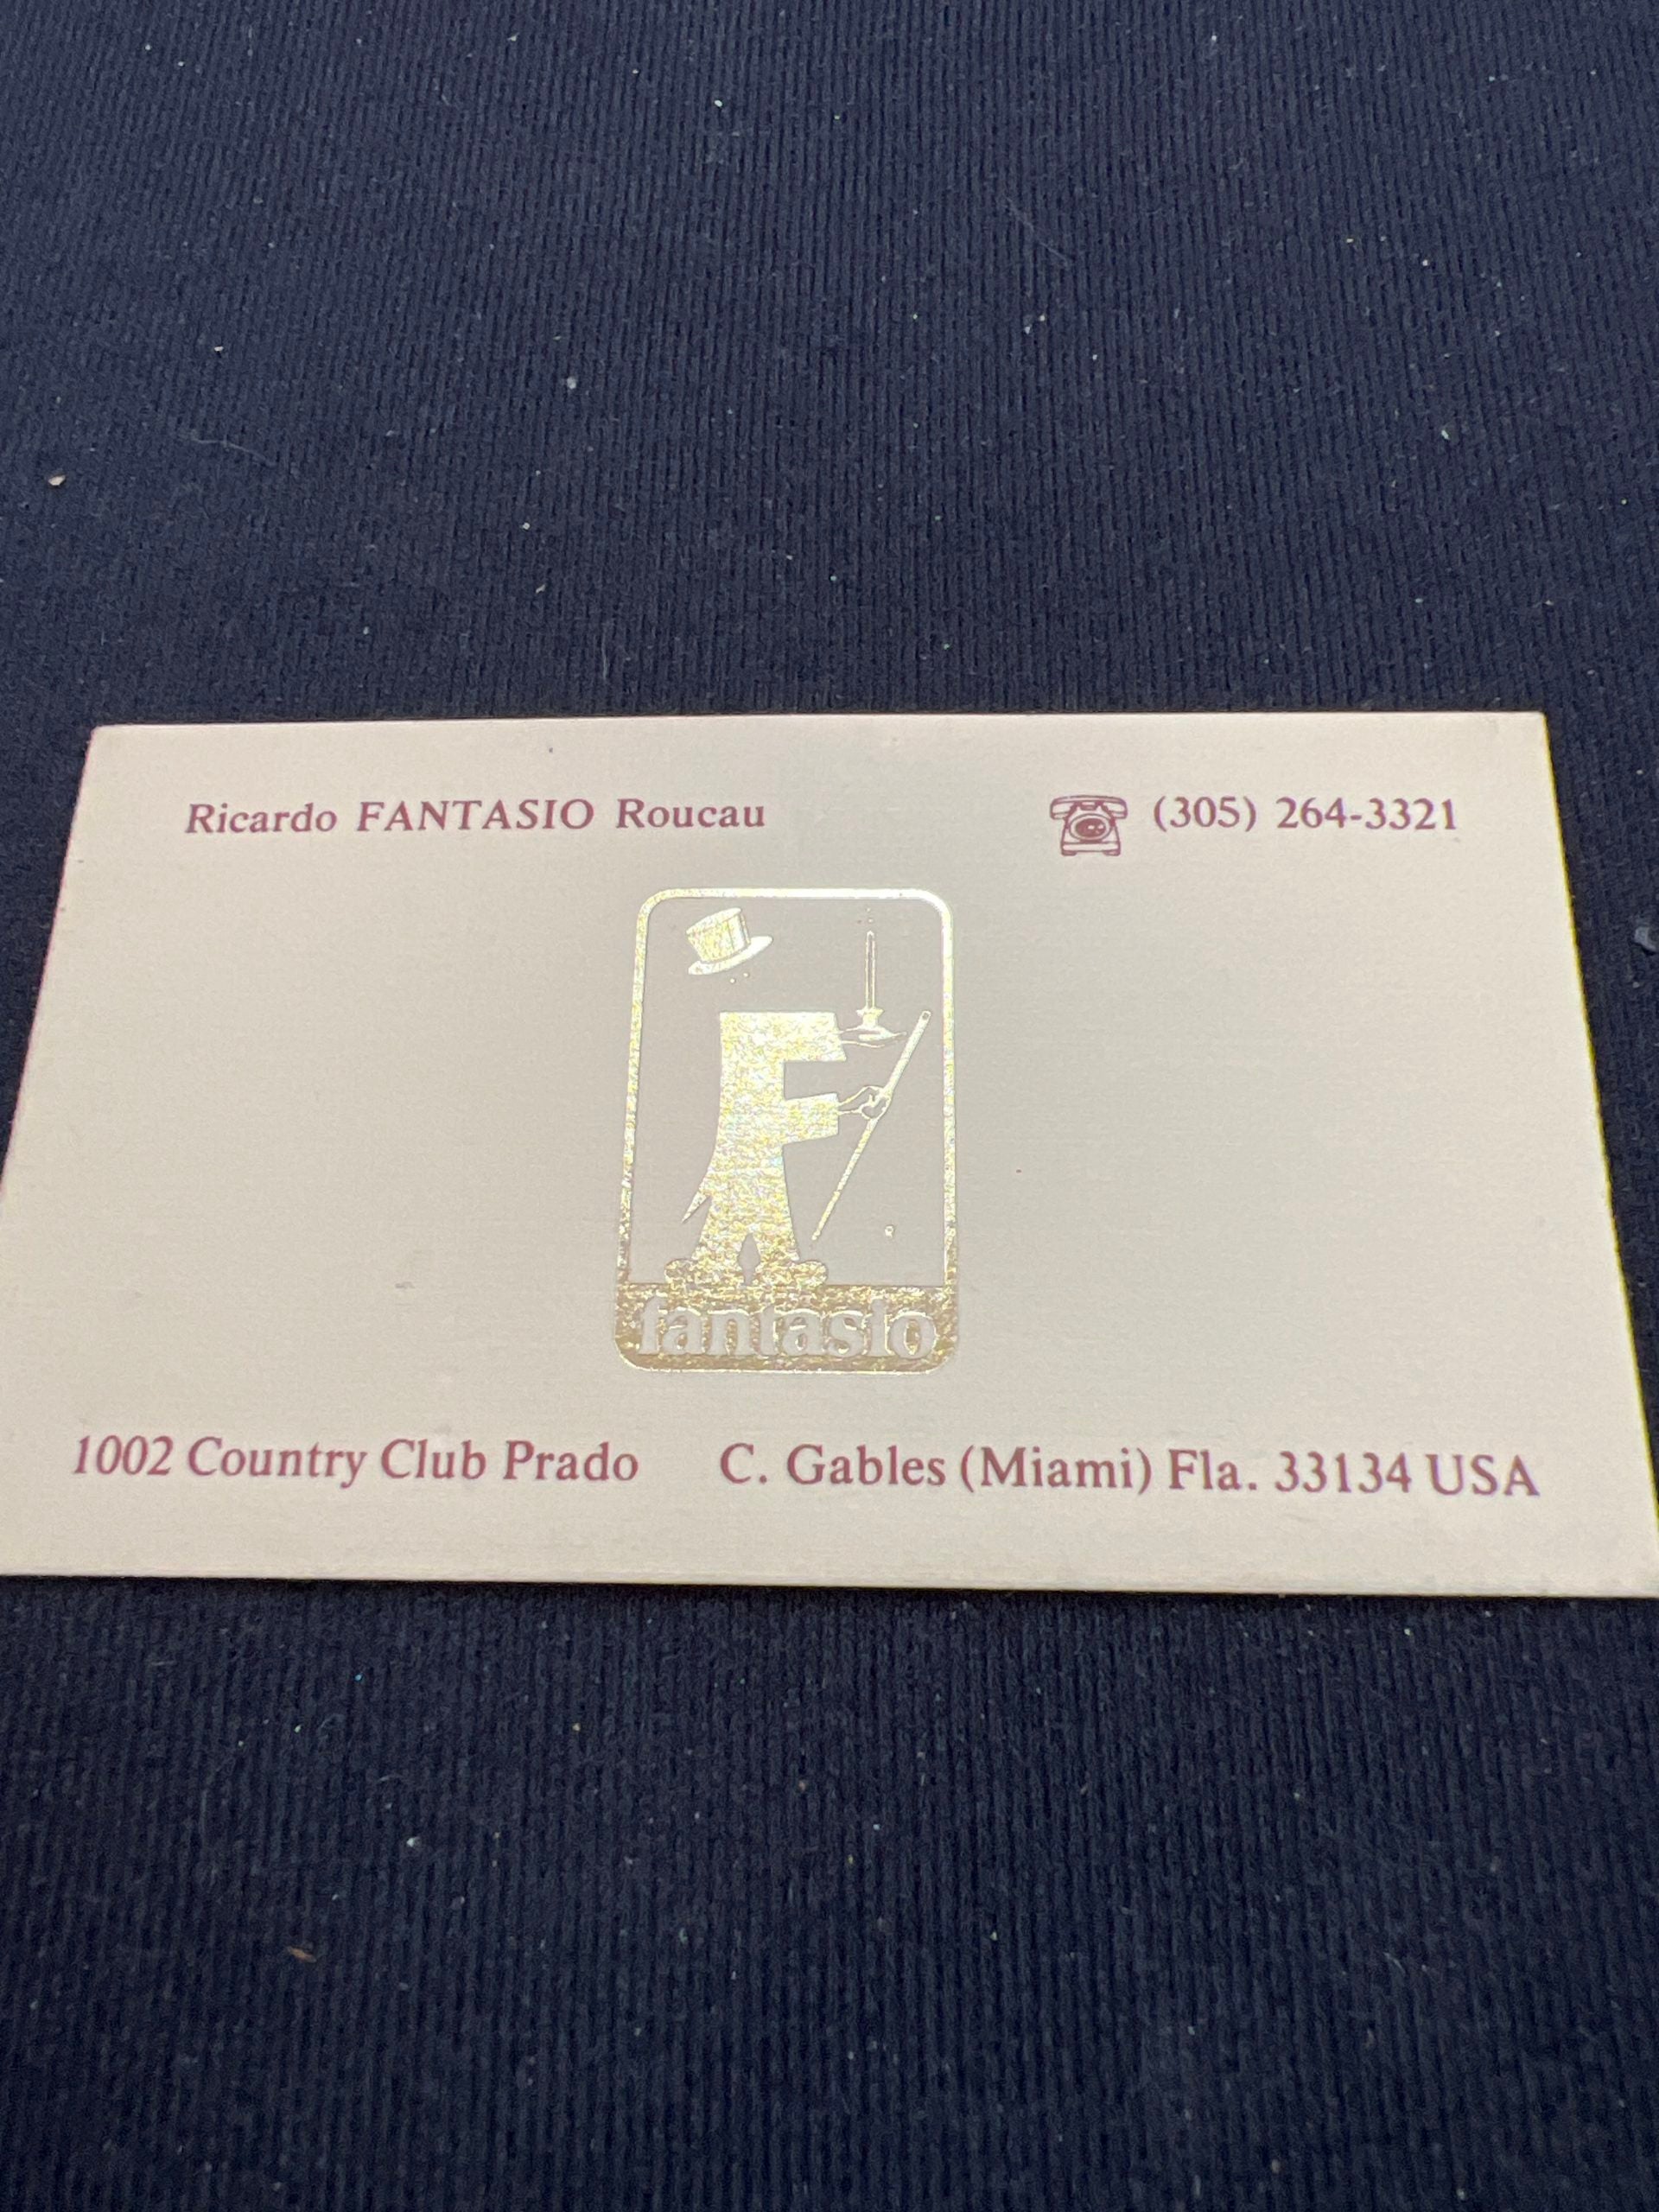 Ricardo FANTASIO Roucau
(305) 264-3321
fantasio
1002 Country Club Prado C. Gables (Miami) Fla. 33134 USA